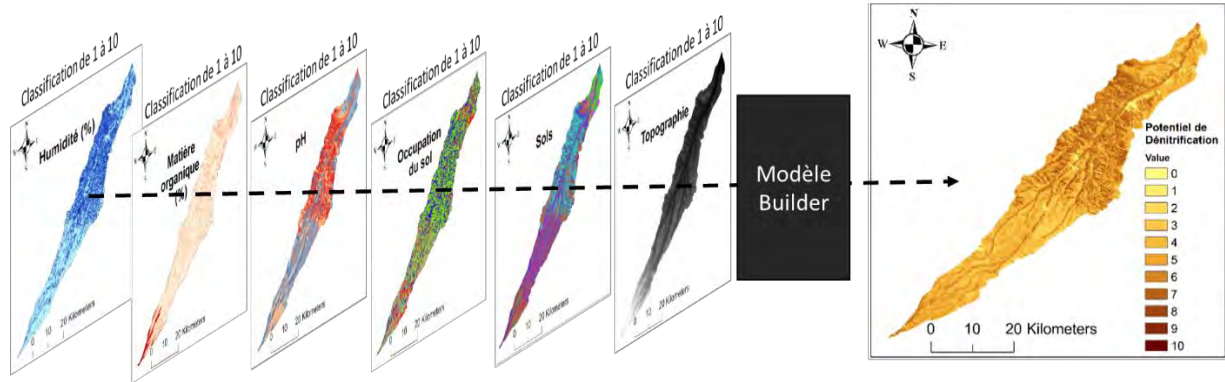 Classification de 1 à 10
Humidité (%)
0 10 20 Kilometers
Classification de 1 à 10
Matière
organique
(%)
0 10 20 Kilometers
Classification de 1 à 10
pH
0 10 20 Kilometers
Classification de 1 à 10
Occupation
du sol
0 10 20 Kilometers
Classification de 1 à 10
Sols
0 10 20 Kilometers
Classification de 1 à 10
Topographie
0 10 20 Kilometers
Modèle
Builder
N
W E
S
Potentiel de
Dénitrification
Value
0
1
2
3
4
5
6
7
8
9
10
0 10 20 Kilometers